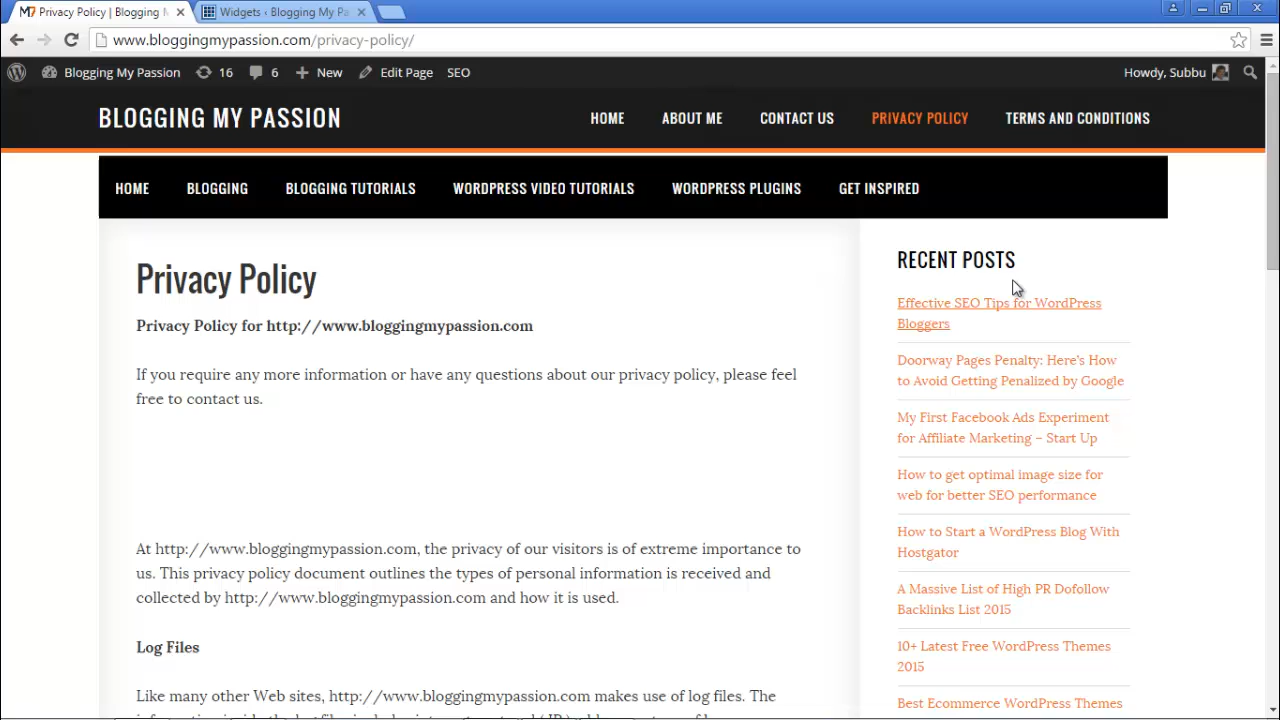 Privacy Policy | Blogging M
Widgets ‹ Blogging My Pa
www.bloggingmypassion.com/privacy-policy/
Blogging My Passion
16
6
New
Edit Page
SEO
Howdy, Subbu
BLOGGING MY PASSION
HOME
ABOUT ME
CONTACT US
PRIVACY POLICY
TERMS AND CONDITIONS
HOME
BLOGGING
BLOGGING TUTORIALS
WORDPRESS VIDEO TUTORIALS
WORDPRESS PLUGINS
GET INSPIRED
Privacy Policy
Privacy Policy for http://www.bloggingmypassion.com
If you require any more information or have any questions about our privacy policy, please feel
free to contact us.
At http://www.bloggingmypassion.com, the privacy of our visitors is of extreme importance to
us. This privacy policy document outlines the types of personal information is received and
collected by http://www.bloggingmypassion.com and how it is used.
Log Files
Like many other Web sites, http://www.bloggingmypassion.com makes use of log files. The
RECENT POSTS
Effective SEO Tips for WordPress
Bloggers
Doorway Pages Penalty: Here's How
to Avoid Getting Penalized by Google
My First Facebook Ads Experiment
for Affiliate Marketing – Start Up
How to get optimal image size for
web for better SEO performance
How to Start a WordPress Blog With
Hostgator
A Massive List of High PR Dofollow
Backlinks List 2015
10+ Latest Free WordPress Themes
2015
Best Ecommerce WordPress Themes